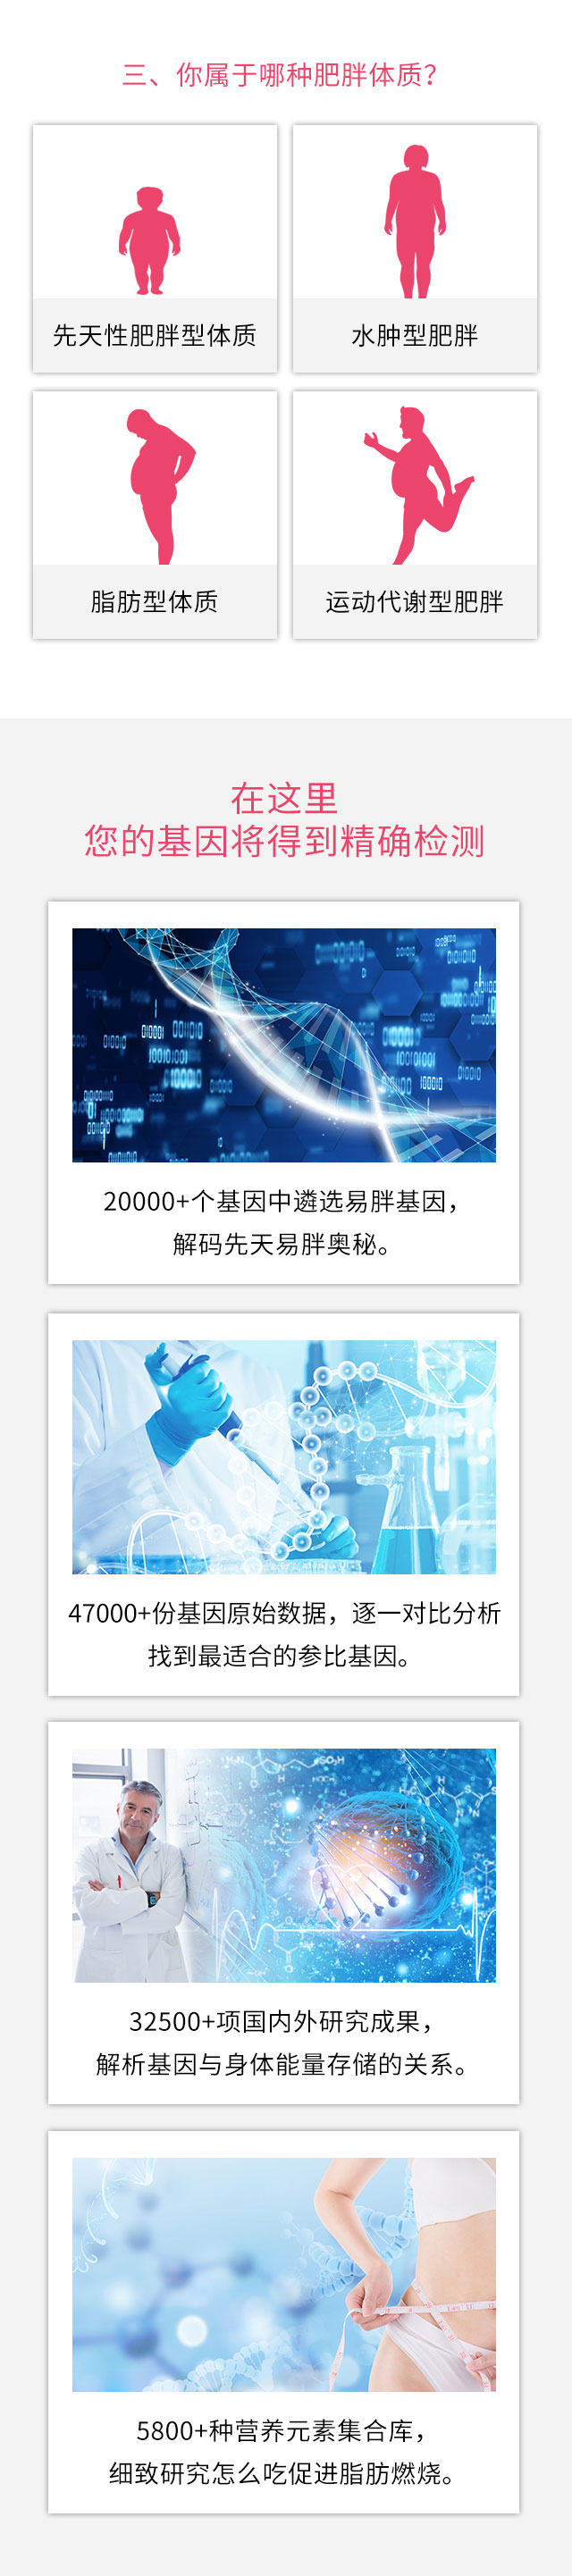 三、你属于哪种肥胖体质？
先天性肥胖型体质
水肿型肥胖
脂肪型体质
运动代谢型肥胖
在这里
您的基因将得到精确检测
20000+个基因中遴选易胖基因，
解码先天易胖奥秘。
47000+份基因原始数据，逐一对比分析
找到最适合的参比基因。
32500+项国内外研究成果，
解析基因与身体能量存储的关系。
5800+种营养元素集合库，
细致研究怎么吃促进脂肪燃烧。